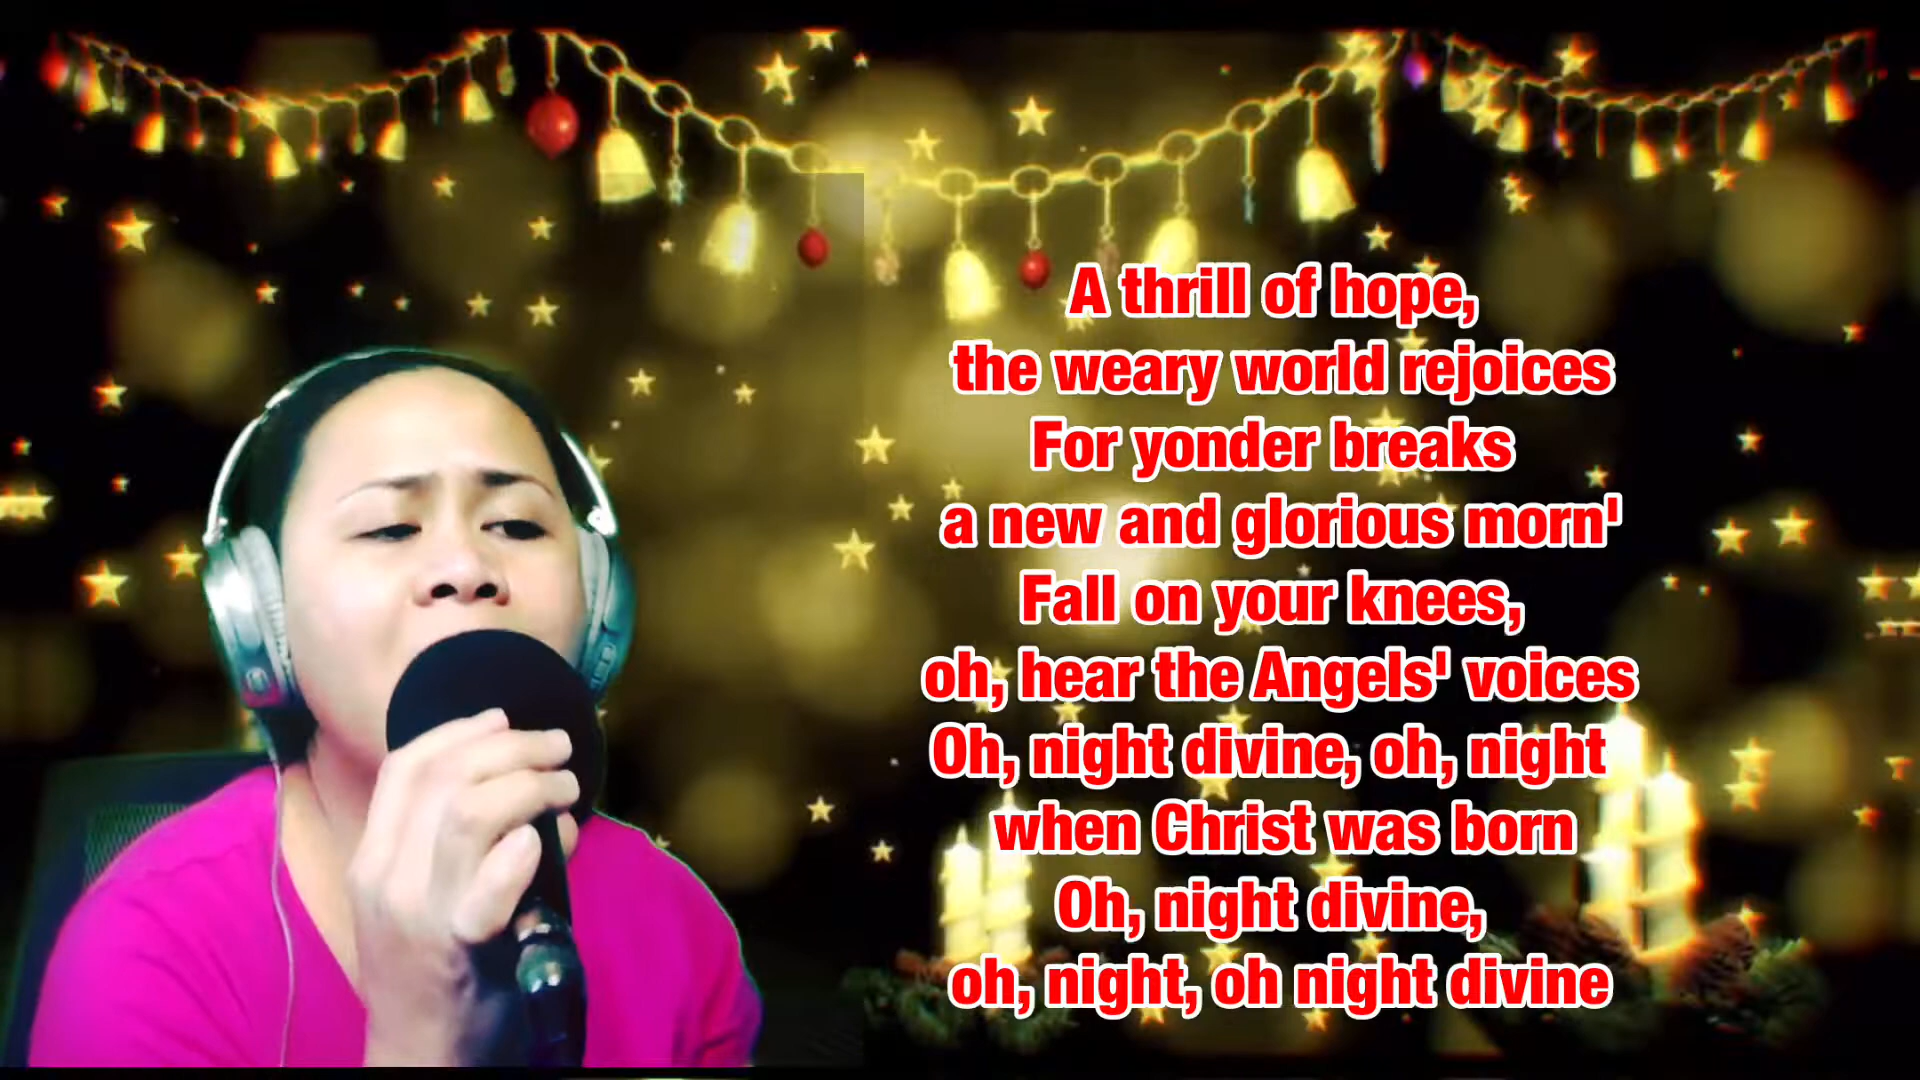 A thrill of hope,
the weary world rejoices
For yonder breaks
a new and glorious morn'
Fall on your knees,
oh, hear the Angels' voices
Oh, night divine, oh, night
when Christ was born
Oh, night divine,
oh, night, oh night divine